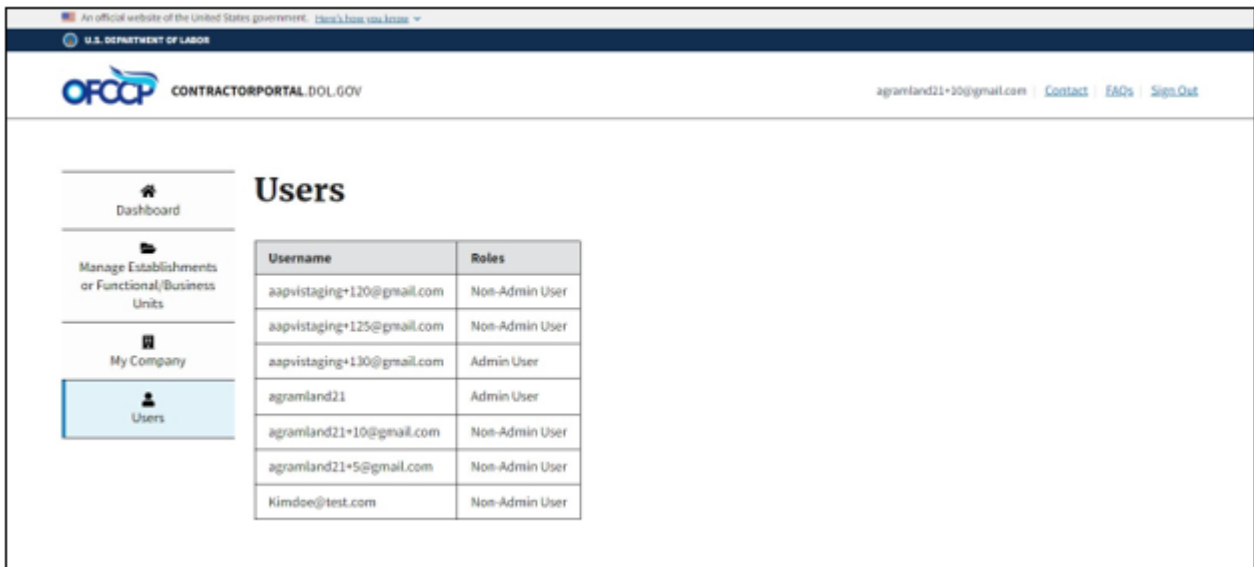 An official website of the United States government. Here's how you know
U.S. DEPARTMENT OF LABOR
OFCCP CONTRACTORPORTAL.DOL.GOV
agramland21+10@gmail.com | Contact | FAQs | Sign Out
Dashboard
Manage Establishments
or Functional/Business
Units
My Company
Users
Users
Username Roles
aapvistaging+120@gmail.com Non-Admin User
aapvistaging+125@gmail.com Non-Admin User
aapvistaging+130@gmail.com Admin User
agramland21 Admin User
agramland21+10@gmail.com Non-Admin User
agramland21+5@gmail.com Non-Admin User
Kimdoe@test.com Non-Admin User